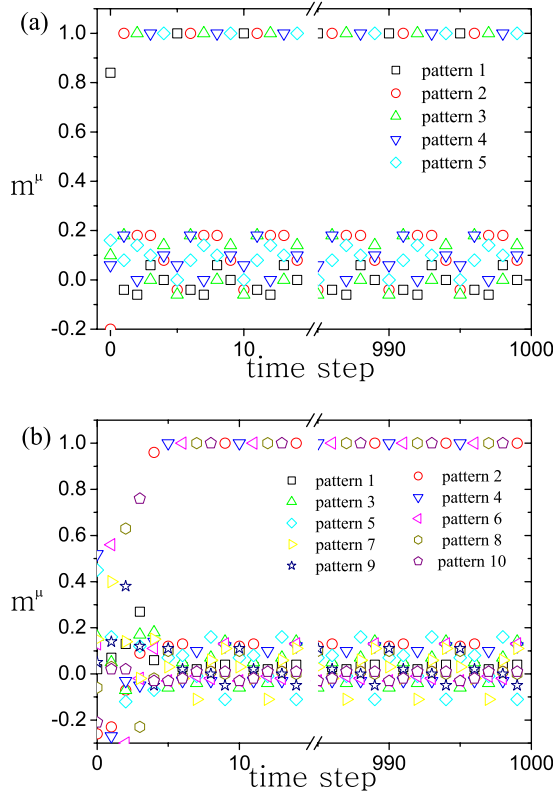 (a)
1.0
0.8
0.6
0.4
0.2
0.0
-0.2
m^μ
pattern 1
pattern 2
pattern 3
pattern 4
pattern 5
0 10 990 1000
time step
(b)
1.0
0.8
0.6
0.4
0.2
0.0
-0.2
m^μ
pattern 1 pattern 2
pattern 3 pattern 4
pattern 5 pattern 6
pattern 7 pattern 8
pattern 9 pattern 10
0 10 990 1000
time step